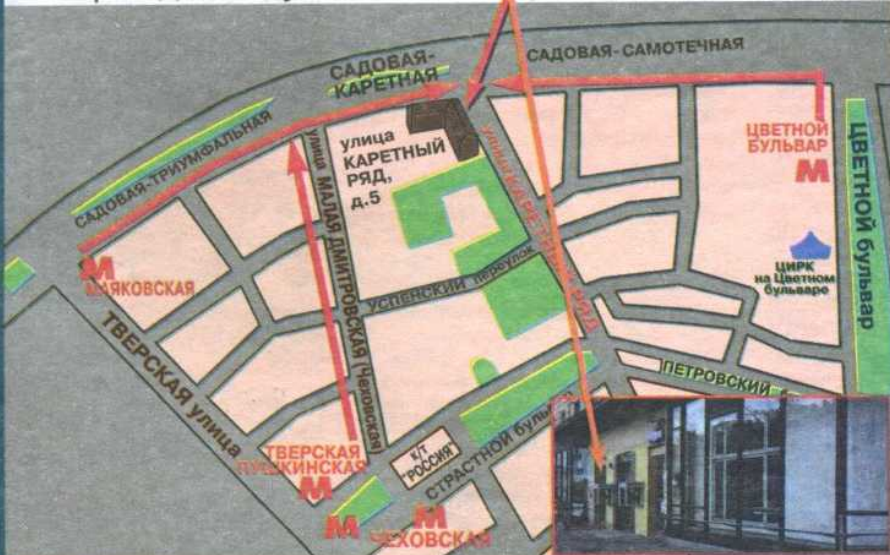 САДОВАЯ-САМОТЕЧНАЯ
САДОВАЯ-
КАРЕТНАЯ
САДОВАЯ-ТРИУМФАЛЬНАЯ
улица
КАРЕТНЫЙ
РЯД,
д.5
улица КАРЕТНЫЙ РЯД
ЦВЕТНОЙ
БУЛЬВАР
М
ЦВЕТНОЙ бульвар
ЦИРК
на Цветном
бульваре
улица МАЛАЯ ДМИТРОВСКАЯ (Чеховская)
УСПЕНСКИЙ переулок
М
МАЯКОВСКАЯ
ТВЕРСКАЯ улица
ПЕТРОВСКИЙ
ТВЕРСКАЯ
ПУШКИНСКАЯ
М
К/Т
"РОССИЯ"
СТРАСТНОЙ
М
М
ЧЕХОВСКАЯ